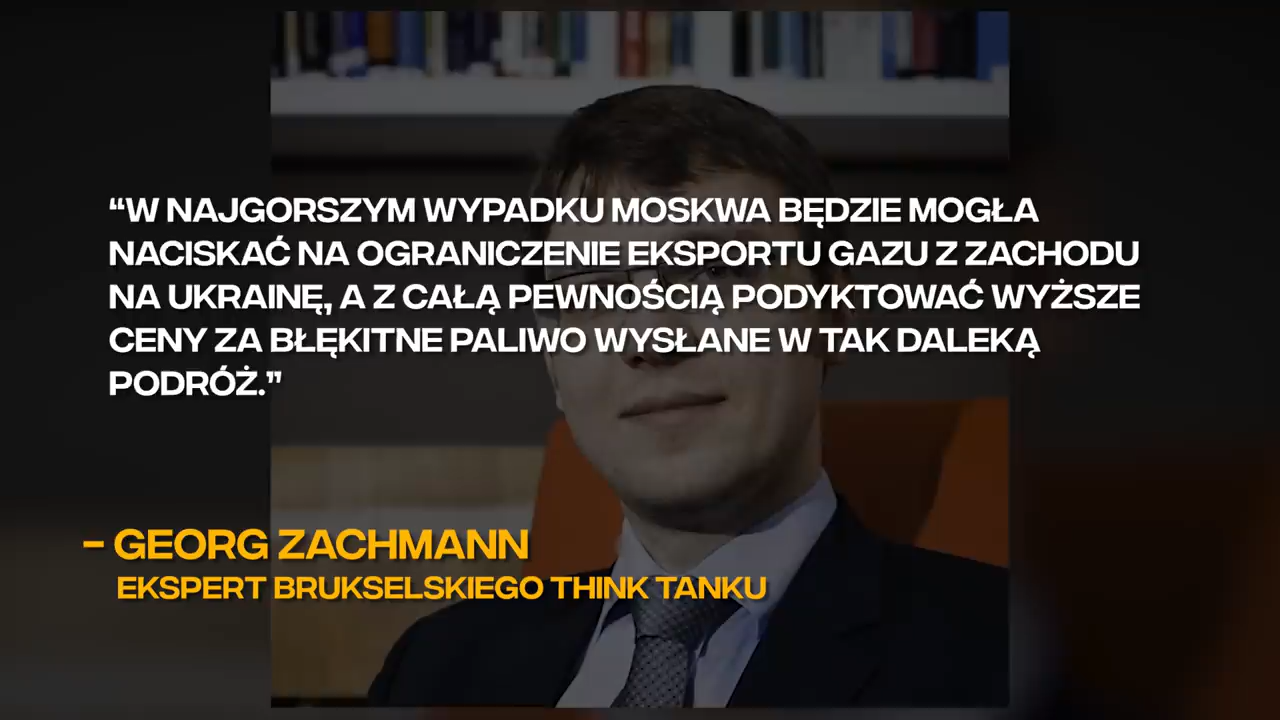 “W NAJGORSZYM WYPADKU MOSKWA BĘDZIE MOGŁA
NACISKAĆ NA OGRANICZENIE EKSPORTU GAZU Z ZACHODU
NA UKRAINĘ, A Z CAŁĄ PEWNOŚCIĄ PODYKTOWAĆ WYŻSZE
CENY ZA BŁĘKITNE PALIWO WYSŁANE W TAK DALEKĄ
PODRÓŻ.”
– GEORG ZACHMANN
EKSPERT BRUKSELSKIEGO THINK TANKU